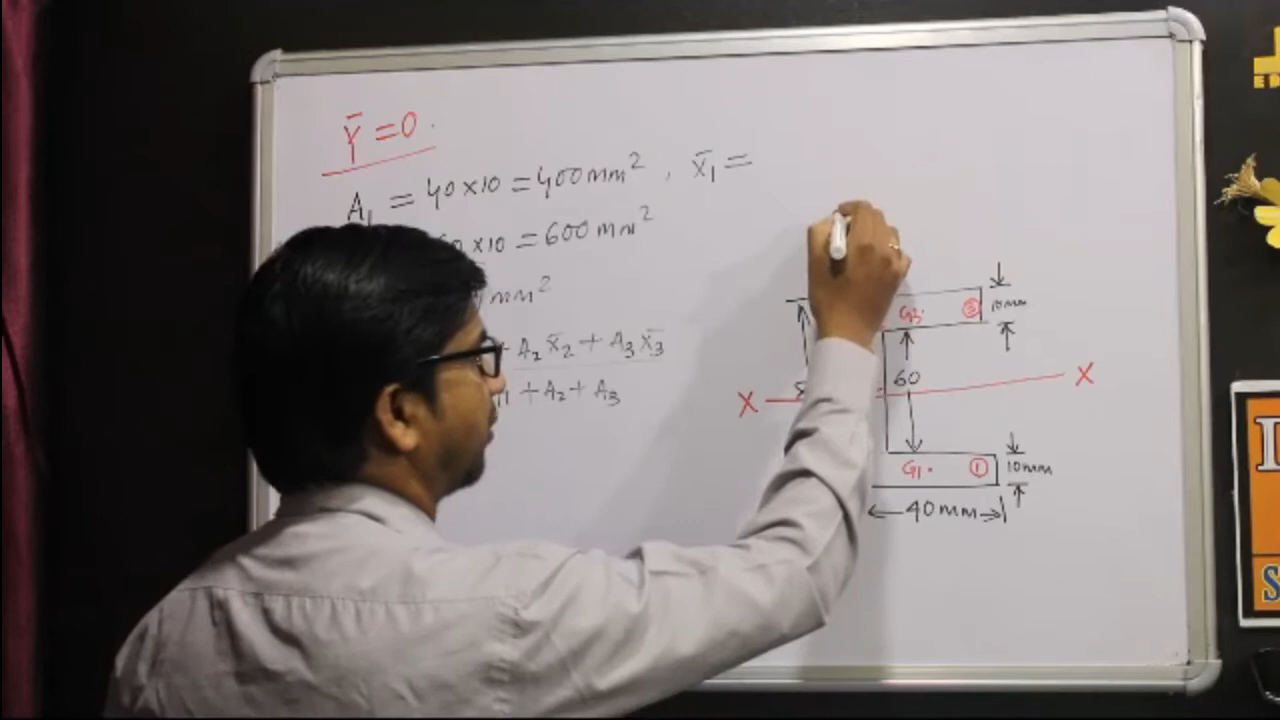 Ȳ = 0
A₁ = 40 × 10 = 400 mm², x̄₁ =
× 10 = 600 mm²
mm²
+ A₂ x̄₂ + A₃ x̄₃
+ A₂ + A₃
G₃ ③ 10mm
60
X X
G₁ ① 10mm
40mm